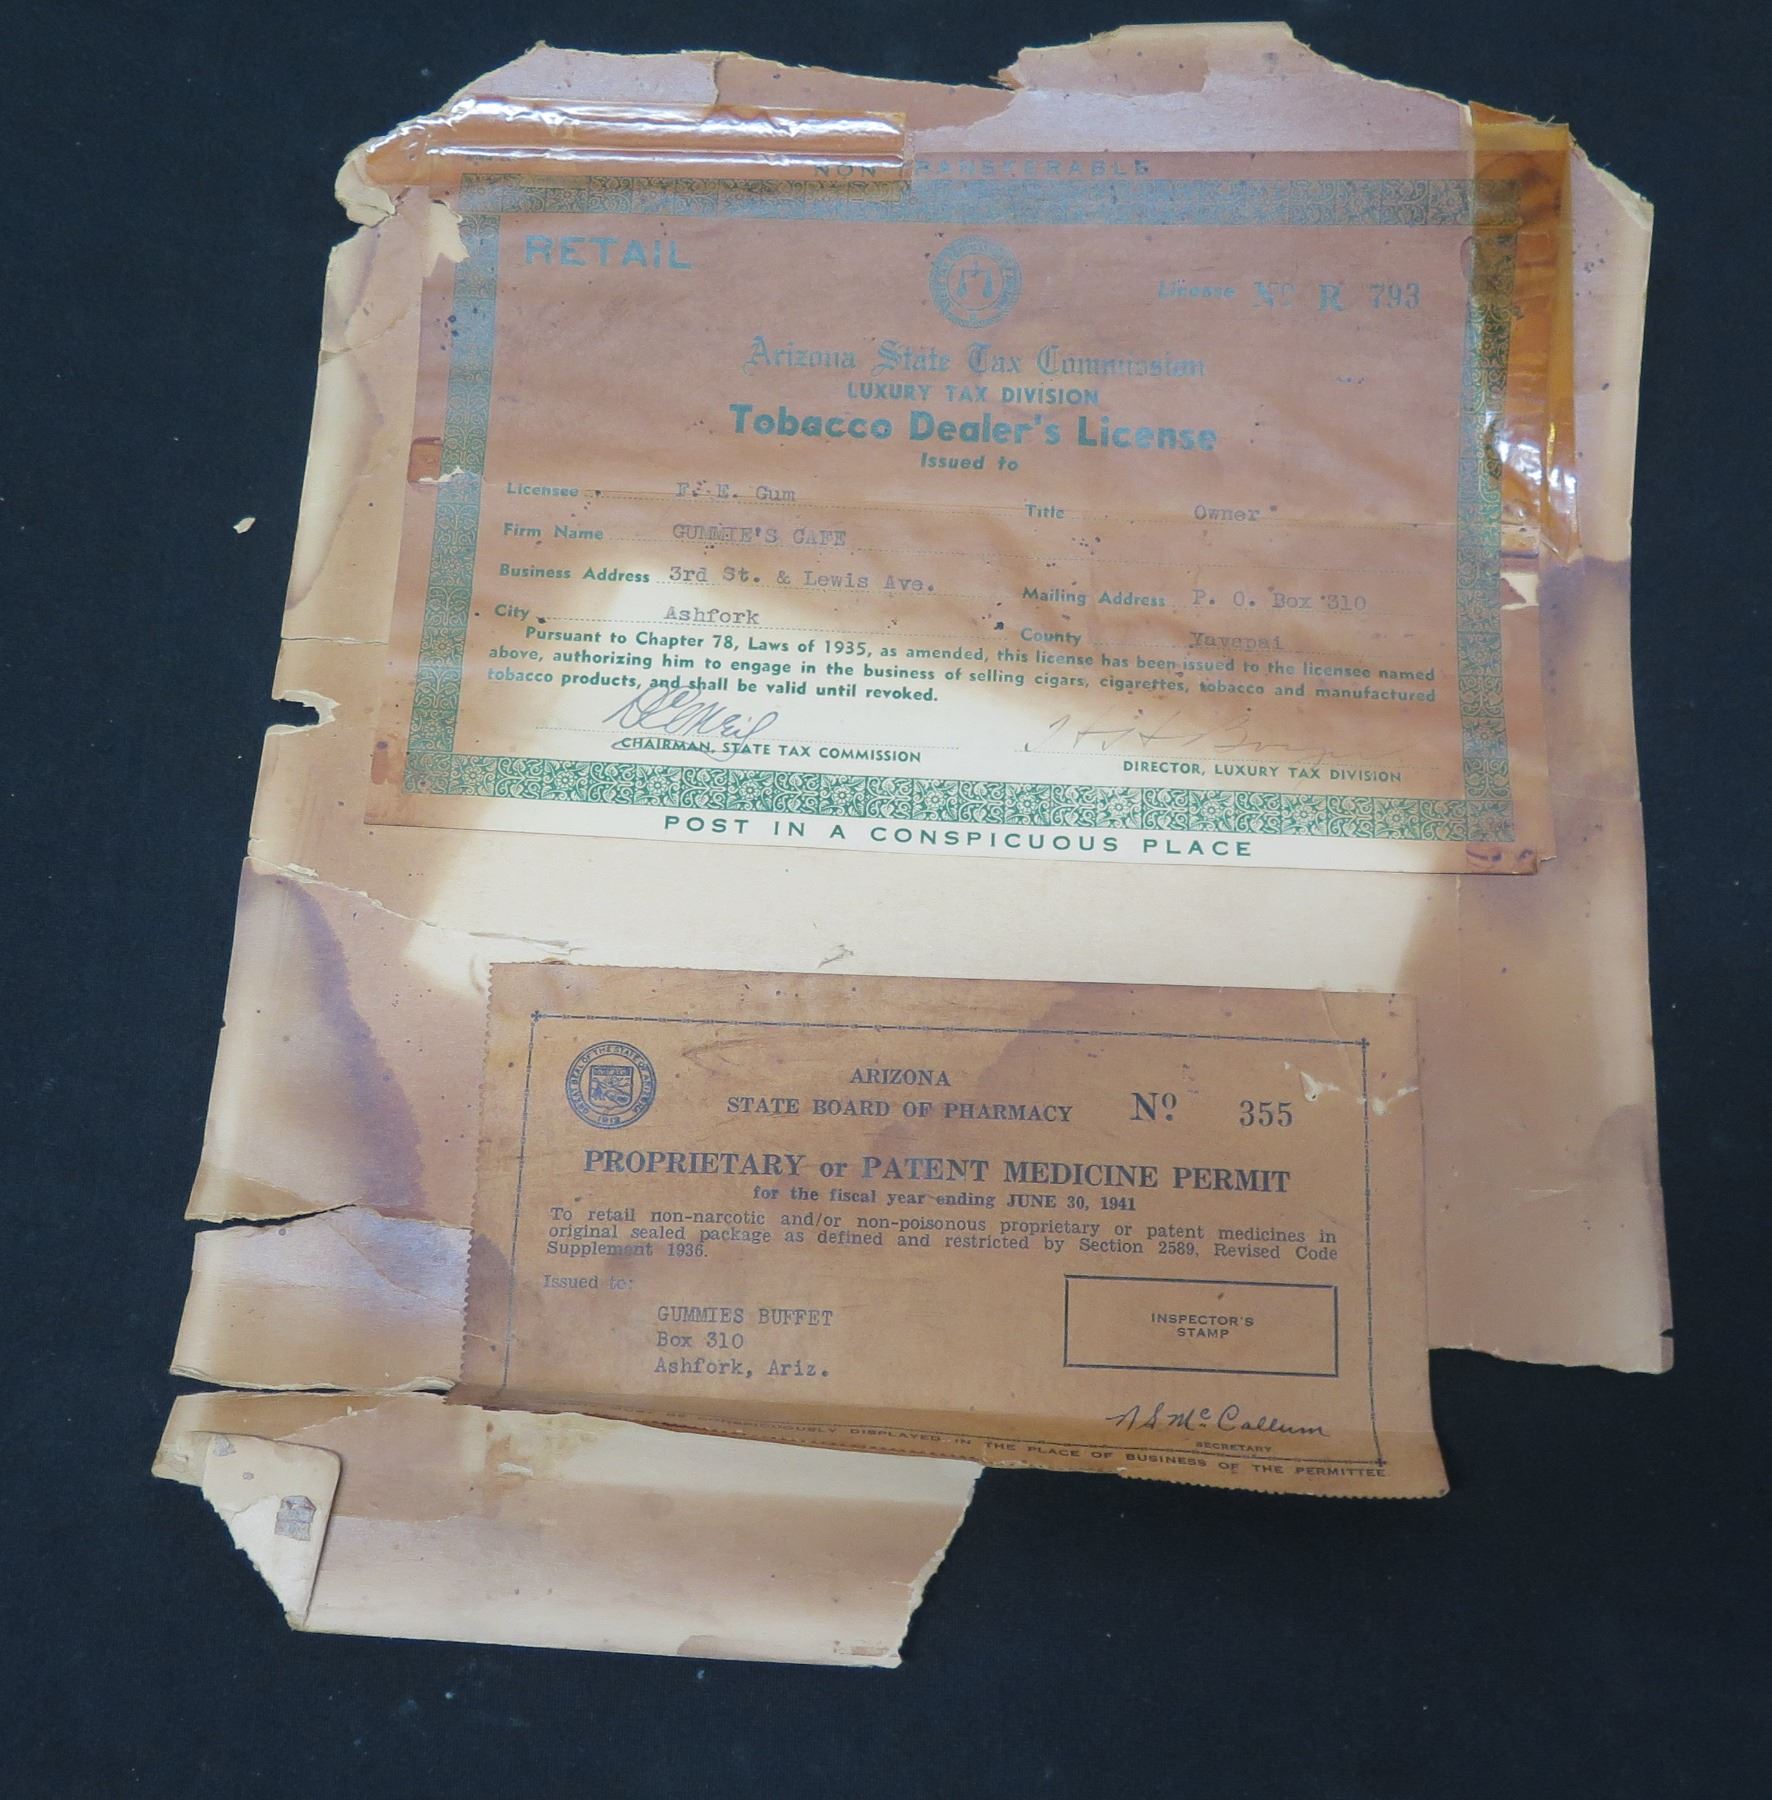 NON TRANSFERABLE
RETAIL
License No R 793
Arizona State Tax Commission
LUXURY TAX DIVISION
Tobacco Dealer's License
Issued to
Licensee F. E. Gum Title Owner
Firm Name GUMMIE'S CAFE
Business Address 3rd St. & Lewis Ave. Mailing Address P. O. Box 310
City Ashfork County Yavapai
Pursuant to Chapter 78, Laws of 1935, as amended, this license has been issued to the licensee named
above, authorizing him to engage in the business of selling cigars, cigarettes, tobacco and manufactured
tobacco products, and shall be valid until revoked.
CHAIRMAN, STATE TAX COMMISSION
DIRECTOR, LUXURY TAX DIVISION
POST IN A CONSPICUOUS PLACE
ARIZONA
STATE BOARD OF PHARMACY No 355
PROPRIETARY or PATENT MEDICINE PERMIT
for the fiscal year ending JUNE 30, 1941
To retail non-narcotic and/or non-poisonous proprietary or patent medicines in
original sealed package as defined and restricted by Section 2589, Revised Code
Supplement 1936.
Issued to:
GUMMIES BUFFET
Box 310
Ashfork, Ariz.
INSPECTOR'S
STAMP
N S McCallum
SECRETARY
MUST BE CONSPICUOUSLY DISPLAYED IN THE PLACE OF BUSINESS OF THE PERMITTEE